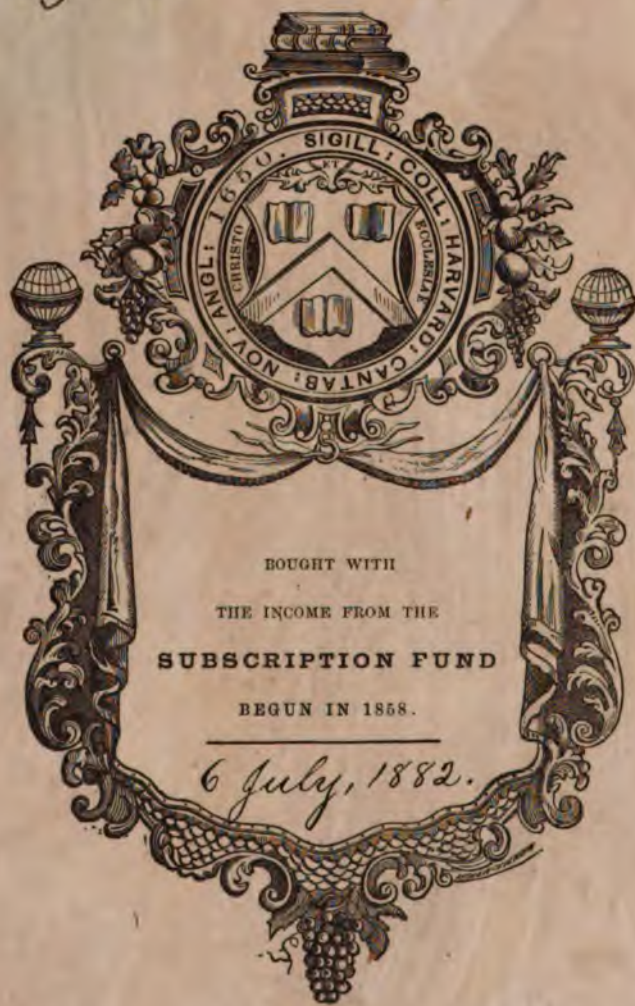 SIGILL: COLL: HARVARD: CANTAB: NOV: ANGL: 1650.
ET
CHRISTO
ECCLESIAE
BOUGHT WITH
THE INCOME FROM THE
SUBSCRIPTION FUND
BEGUN IN 1858.
6 July, 1882.